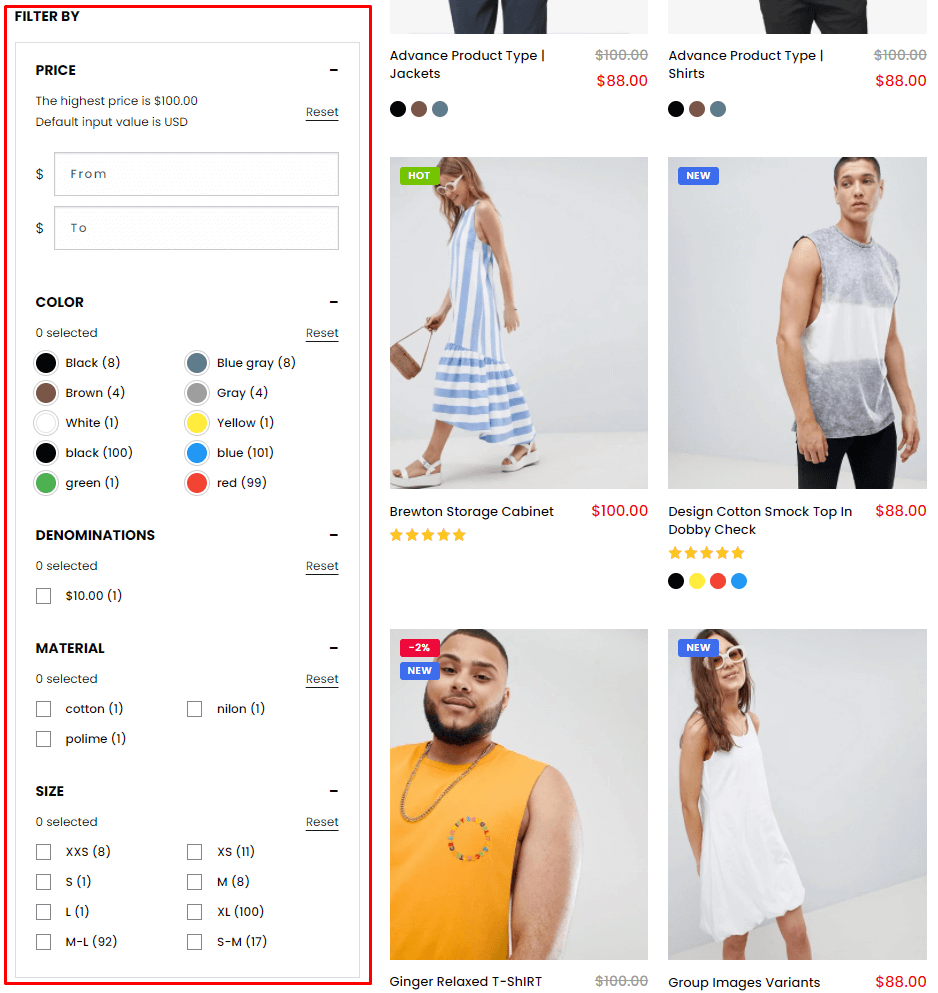 FILTER BY
PRICE
The highest price is $100.00
Default input value is USD
Reset
$ From
$ To
COLOR
0 selected
Reset
Black (8)
Blue gray (8)
Brown (4)
Gray (4)
White (1)
Yellow (1)
black (100)
blue (101)
green (1)
red (99)
DENOMINATIONS
0 selected
Reset
$10.00 (1)
MATERIAL
0 selected
Reset
cotton (1)
nilon (1)
polime (1)
SIZE
0 selected
Reset
XXS (8)
XS (11)
S (1)
M (8)
L (1)
XL (100)
M-L (92)
S-M (17)
Advance Product Type |
Jackets
$100.00
$88.00
Advance Product Type |
Shirts
$100.00
$88.00
HOT
Brewton Storage Cabinet
$100.00
NEW
Design Cotton Smock Top In
Dobby Check
$88.00
-2%
NEW
Ginger Relaxed T-ShIRT
$100.00
NEW
Group Images Variants
$88.00